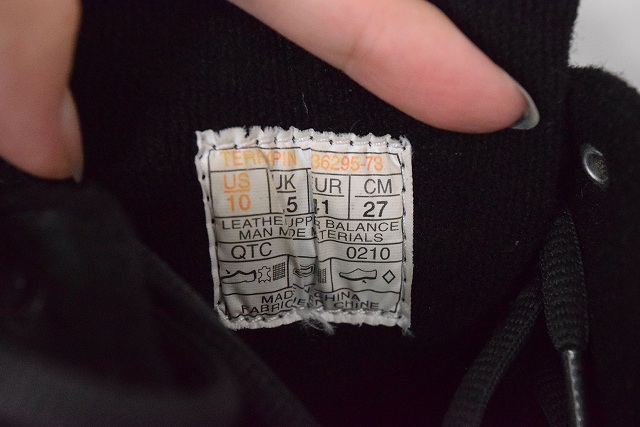 TERRAPIN 36295-73
US UK EUR CM
10 .5 41 27
LEATHER UPPER BALANCE
MAN MADE MATERIALS
QTC 0210
MADE IN CHINA
FABRIQUE EN CHINE